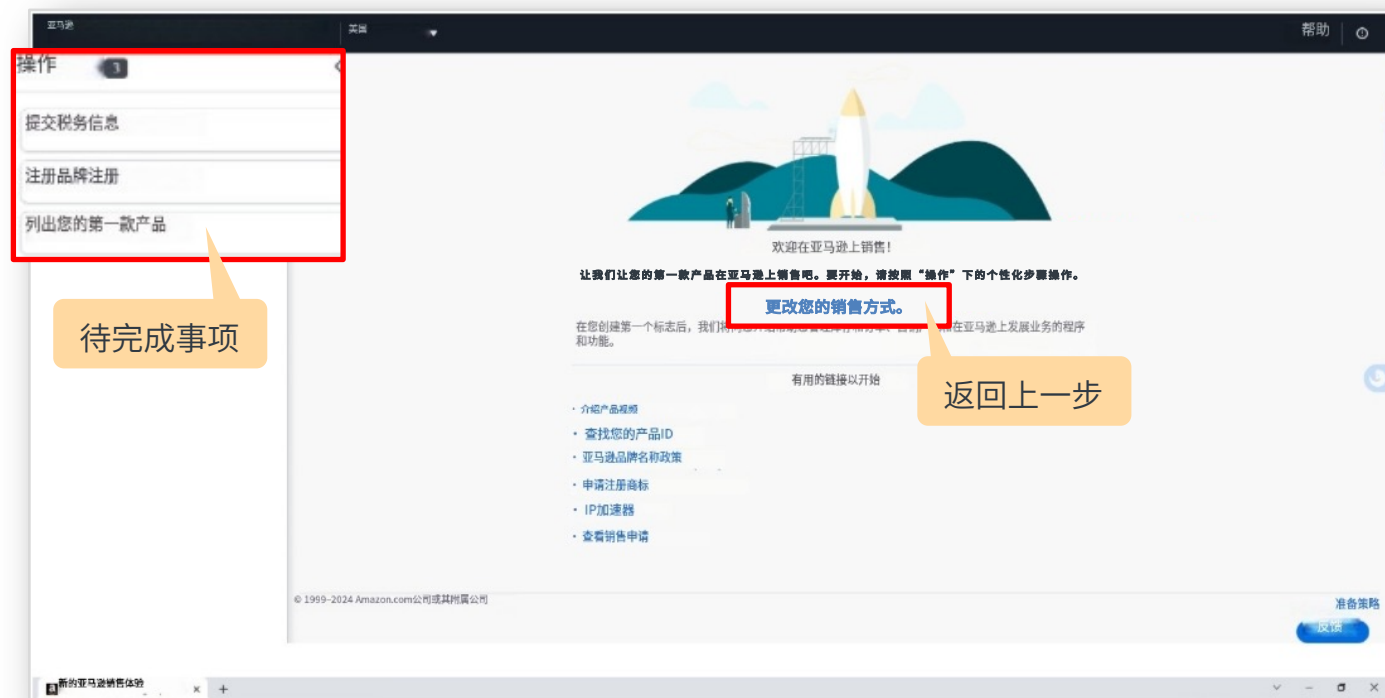 亚马逊
美国
帮助
操作
3
提交税务信息
注册品牌注册
列出您的第一款产品
待完成事项
欢迎在亚马逊上销售！
让我们让您的第一款产品在亚马逊上销售吧。要开始，请按照“操作”下的个性化步骤操作。
更改您的销售方式。
在您创建第一个标志后，我们将 在亚马逊上发展业务的程序
和功能。
返回上一步
有用的链接以开始
· 介绍产品视频
· 查找您的产品ID
· 亚马逊品牌名称政策
· 申请注册商标
· IP加速器
· 查看销售申请
© 1999-2024 Amazon.com公司或其附属公司
准备策略
反馈
新的亚马逊销售体验